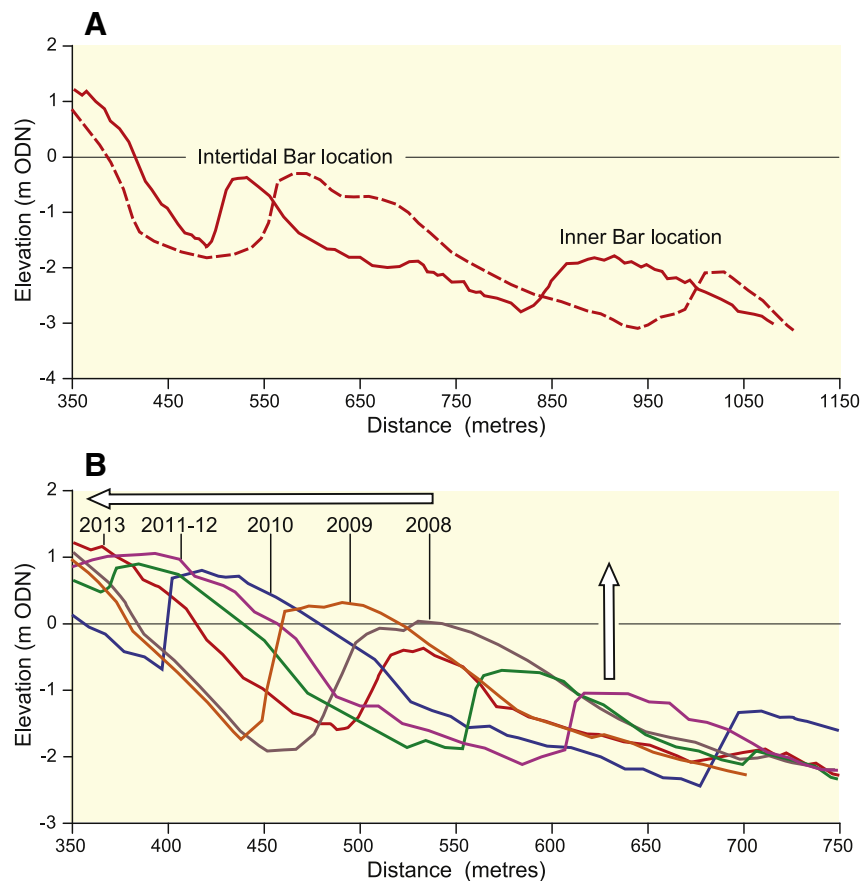 A
2
1
0
-1
-2
-3
-4
Elevation (m ODN)
Intertidal Bar location
Inner Bar location
350 450 550 650 750 850 950 1050 1150
Distance (metres)
B
2
1
0
-1
-2
-3
Elevation (m ODN)
2013 2011-12 2010 2009 2008
350 400 450 500 550 600 650 700 750
Distance (metres)